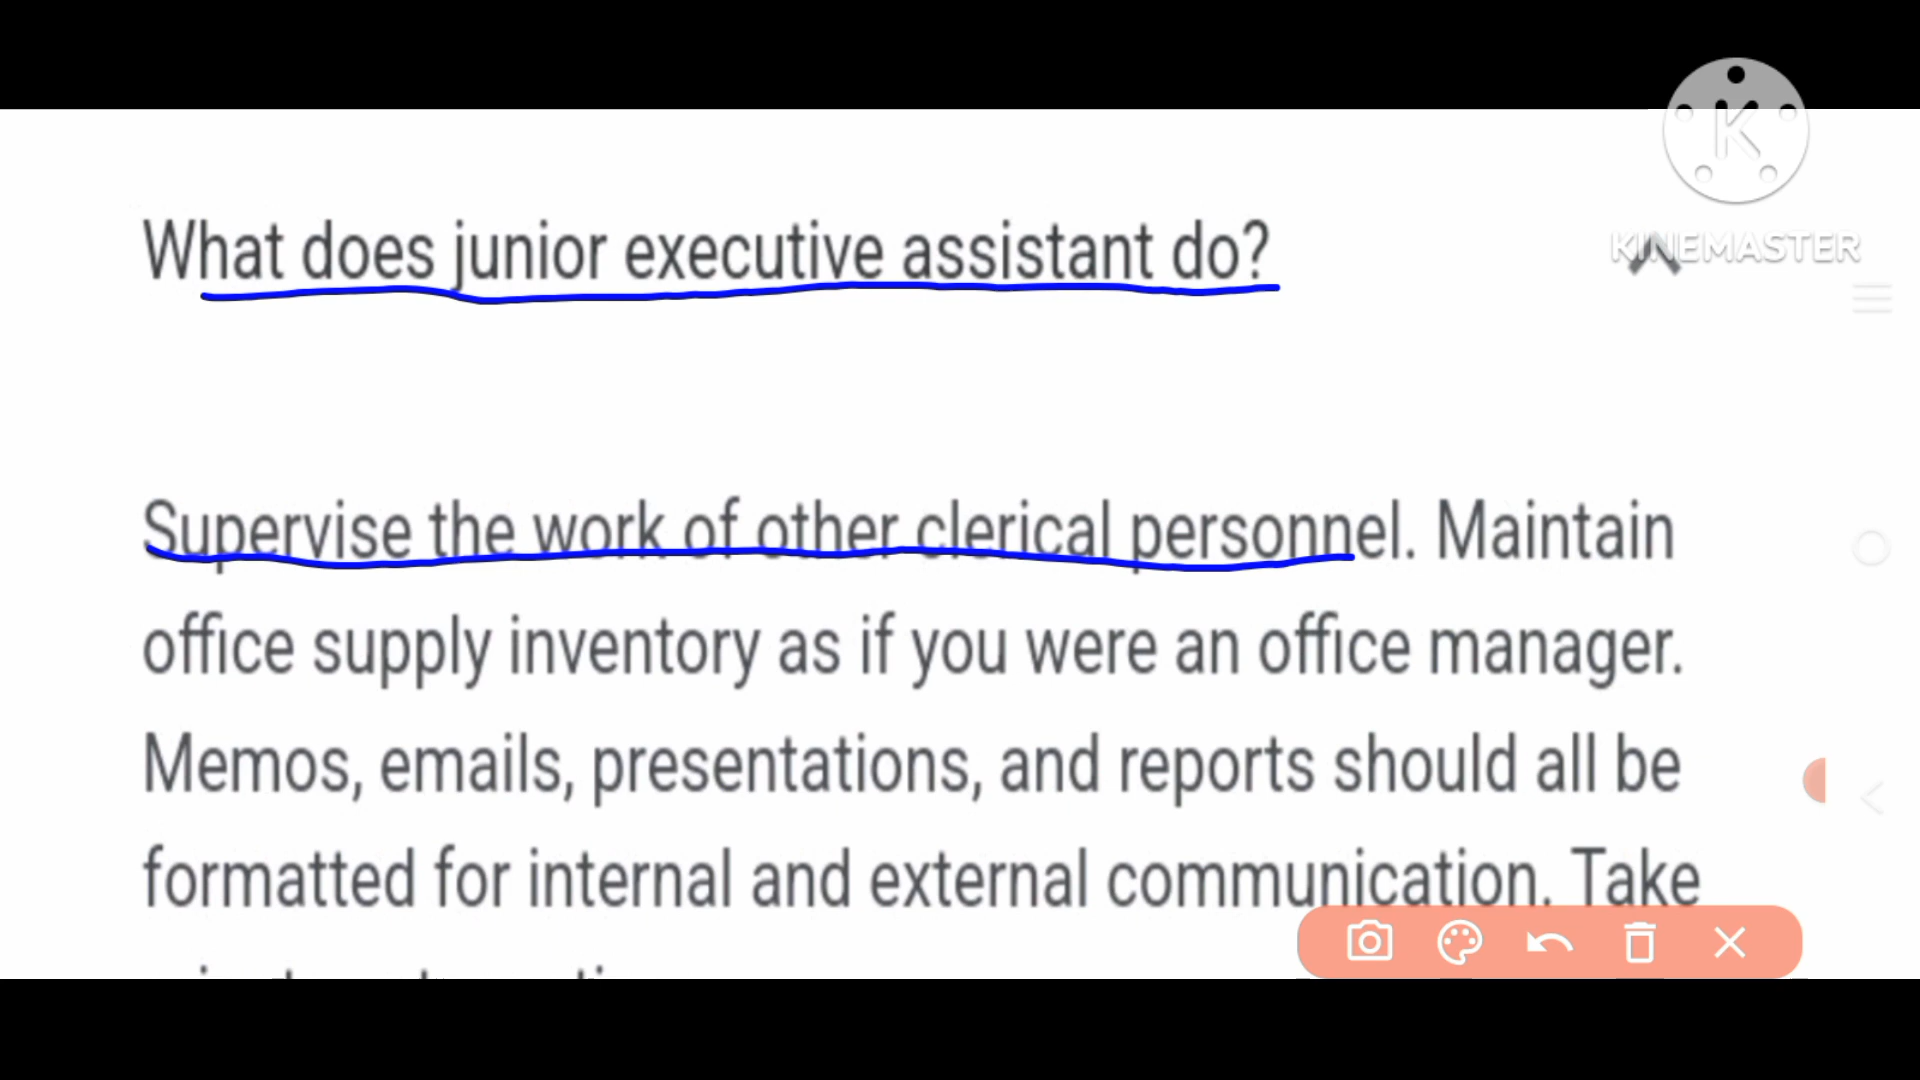 KINEMASTER
What does junior executive assistant do?
Supervise the work of other clerical personnel. Maintain
office supply inventory as if you were an office manager.
Memos, emails, presentations, and reports should all be
formatted for internal and external communication. Take